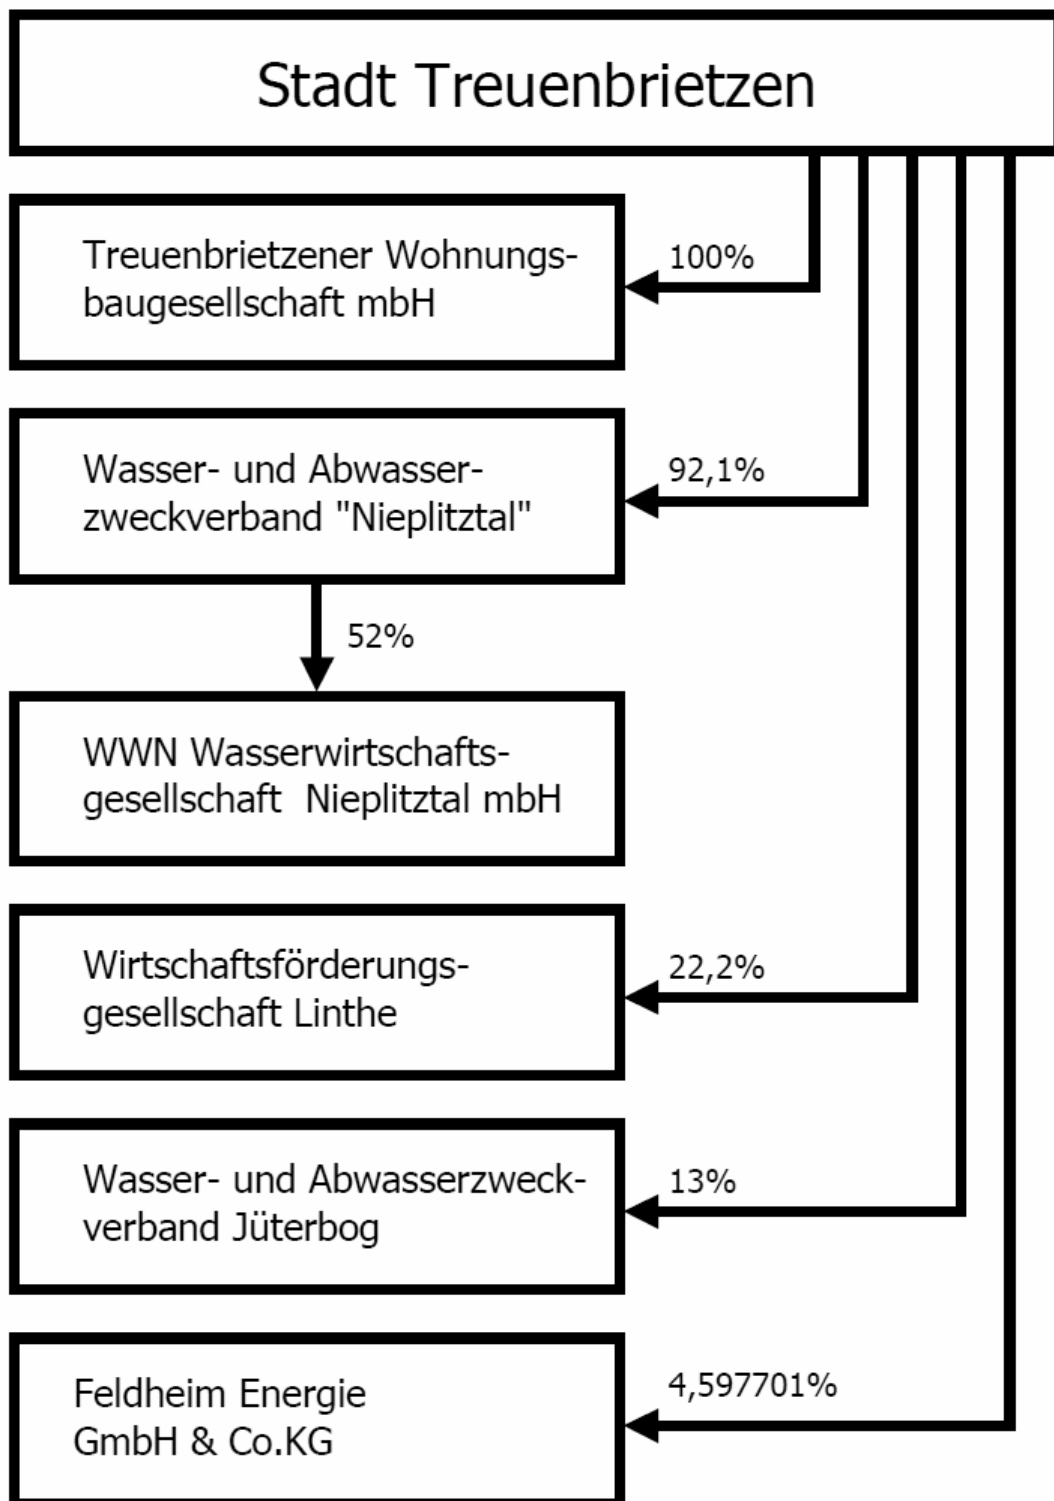 Stadt Treuenbrietzen
Treuenbrietzener Wohnungs-
baugesellschaft mbH
100%
Wasser- und Abwasser-
zweckverband "Nieplitztal"
92,1%
52%
WWN Wasserwirtschafts-
gesellschaft  Nieplitztal mbH
Wirtschaftsförderungs-
gesellschaft Linthe
22,2%
Wasser- und Abwasserzweck-
verband Jüterbog
13%
Feldheim Energie
GmbH & Co.KG
4,597701%